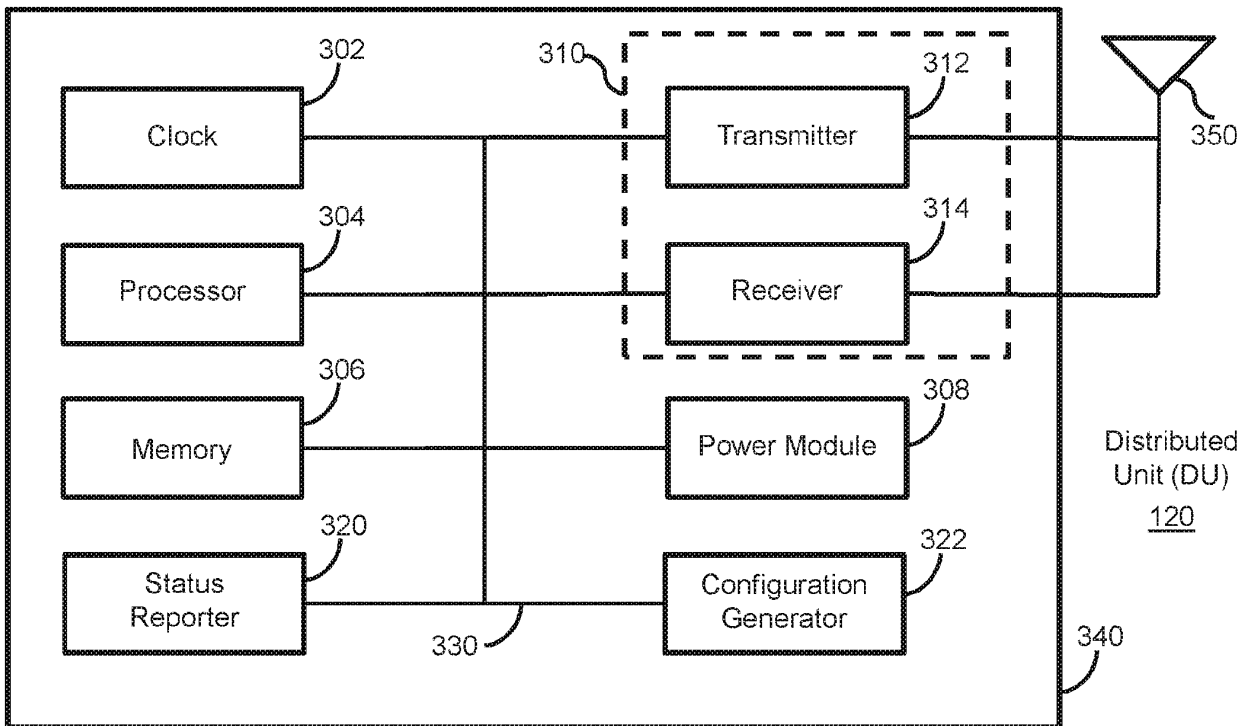 302
310
312
Clock
Transmitter
350
304
314
Processor
Receiver
306
308
Memory
Power Module
Distributed
Unit (DU)
120
320
322
Status
Reporter
Configuration
Generator
330
340